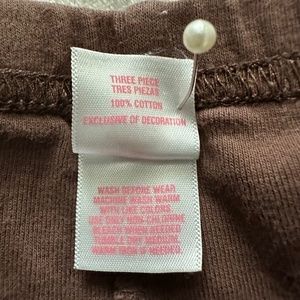 THREE PIECE
TRES PIEZAS
100% COTTON
EXCLUSIVE OF DECORATION
WASH BEFORE WEAR
MACHINE WASH WARM
WITH LIKE COLORS
USE ONLY NON-CHLORINE
BLEACH WHEN NEEDED
TUMBLE DRY MEDIUM,
WARM IRON IF NEEDED.